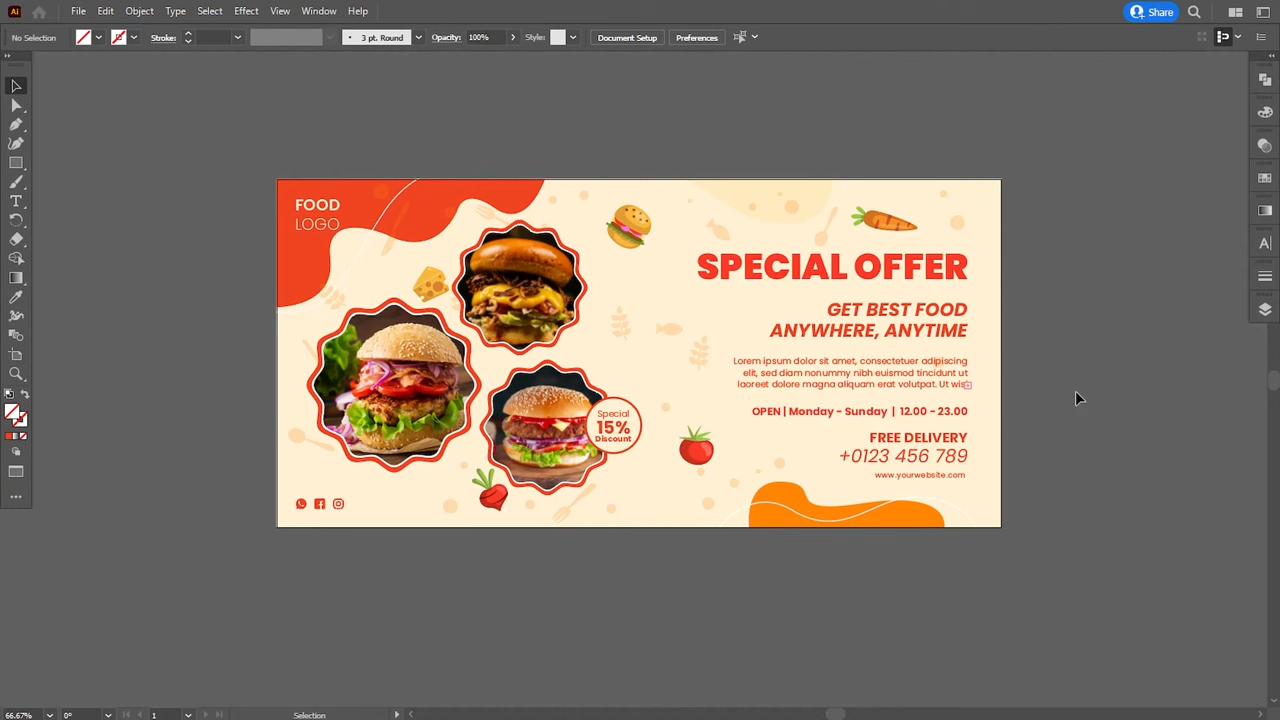 Ai File Edit Object Type Select Effect View Window Help Share
No Selection Stroke: 3 pt. Round Opacity: 100% Style: Document Setup Preferences
FOOD
LOGO
SPECIAL OFFER
GET BEST FOOD
ANYWHERE, ANYTIME
Lorem ipsum dolor sit amet, consectetuer adipiscing
elit, sed diam nonummy nibh euismod tincidunt ut
laoreet dolore magna aliquam erat volutpat. Ut wis
OPEN | Monday - Sunday | 12.00 - 23.00
Special
15%
Discount
FREE DELIVERY
+0123 456 789
www.yourwebsite.com
66.67% 0° 1 Selection